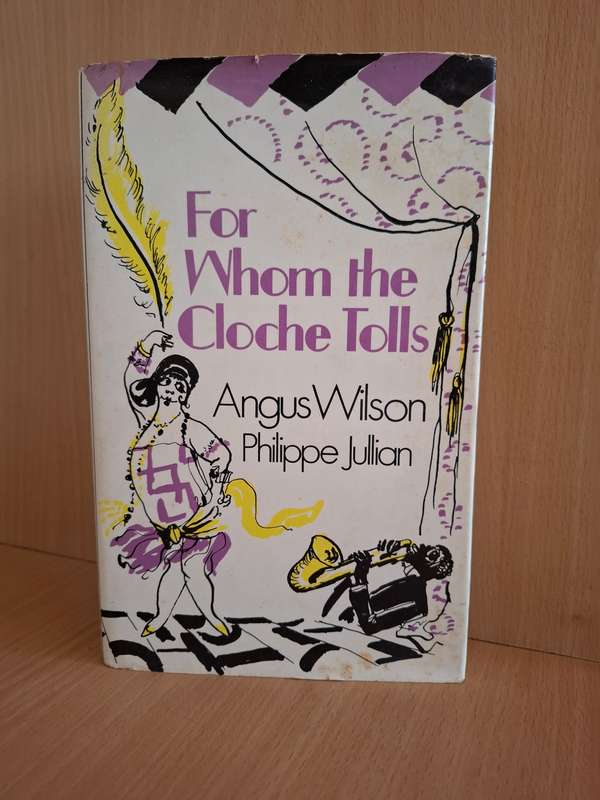 For
Whom the
Cloche Tolls
Angus Wilson
Philippe Jullian